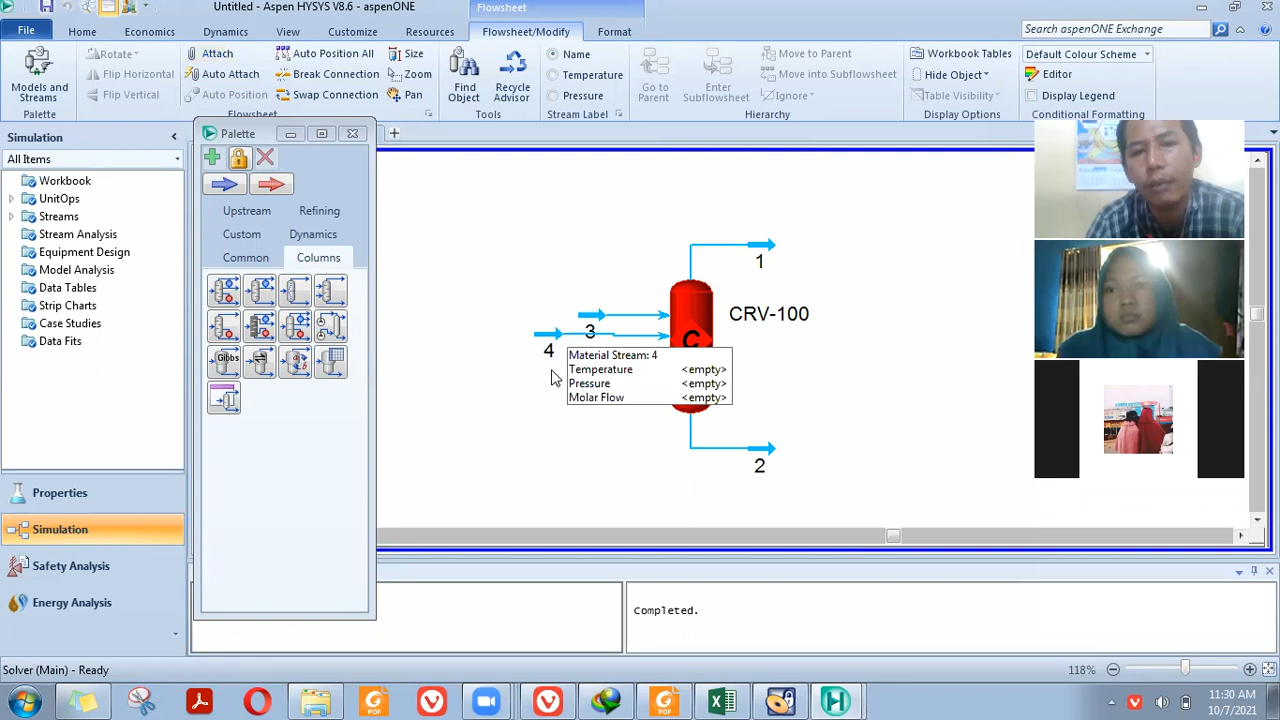 Untitled - Aspen HYSYS V8.6 - aspenONE
Flowsheet
File
Home
Economics
Dynamics
View
Customize
Resources
Flowsheet/Modify
Format
Search aspenONE Exchange
Models and
Streams
Palette
Rotate
Flip Horizontal
Flip Vertical
Attach
Auto Attach
Auto Position
Auto Position All
Break Connection
Swap Connection
Size
Zoom
Pan
Flowsheet
Find
Object
Recycle
Advisor
Tools
Name
Temperature
Pressure
Stream Label
Go to
Parent
Enter
Subflowsheet
Move to Parent
Move into Subflowsheet
Ignore
Hierarchy
Workbook Tables
Hide Object
Table Visibility
Display Options
Default Colour Scheme
Editor
Display Legend
Conditional Formatting
Simulation
All Items
Workbook
UnitOps
Streams
Stream Analysis
Equipment Design
Model Analysis
Data Tables
Strip Charts
Case Studies
Data Fits
Properties
Simulation
Safety Analysis
Energy Analysis
Palette
Upstream
Refining
Custom
Dynamics
Common
Columns
Gibbs
1
CRV-100
3
4
C
Material Stream: 4
Temperature <empty>
Pressure <empty>
Molar Flow <empty>
2
Completed.
Solver (Main) - Ready
118%
PDF
PDF
11:30 AM
10/7/2021